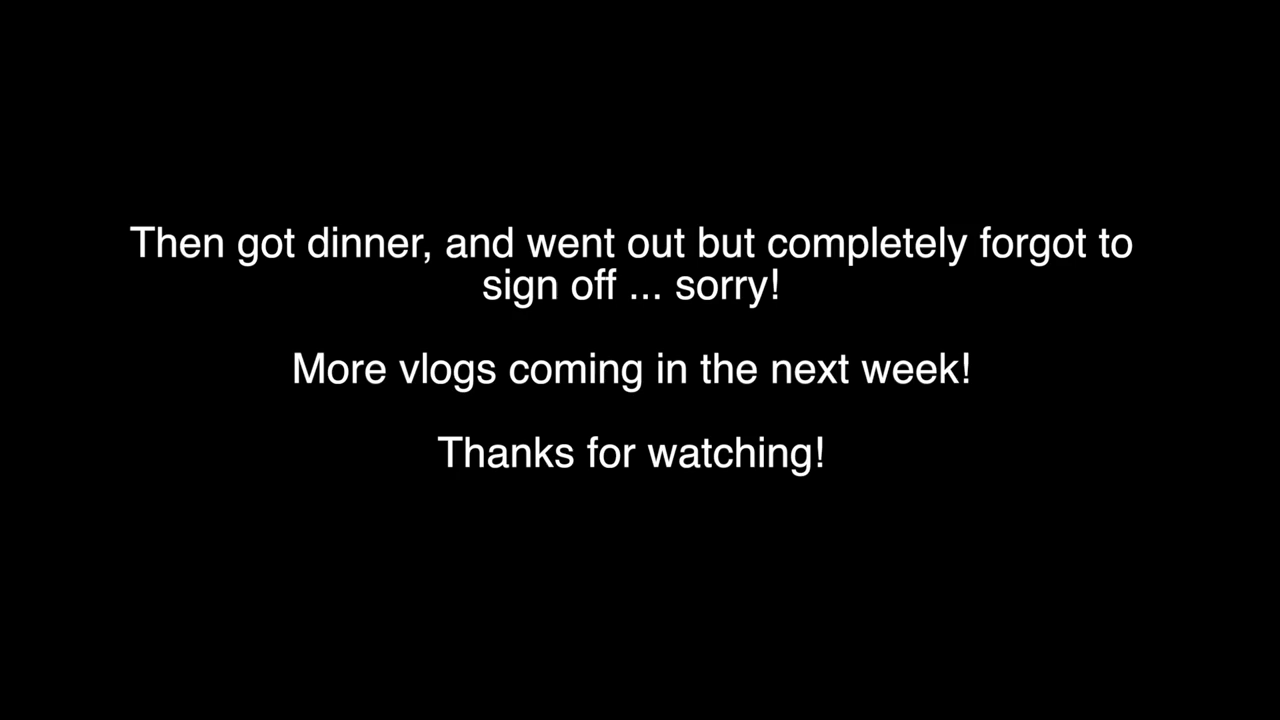 Then got dinner, and went out but completely forgot to
sign off ... sorry!
More vlogs coming in the next week!
Thanks for watching!